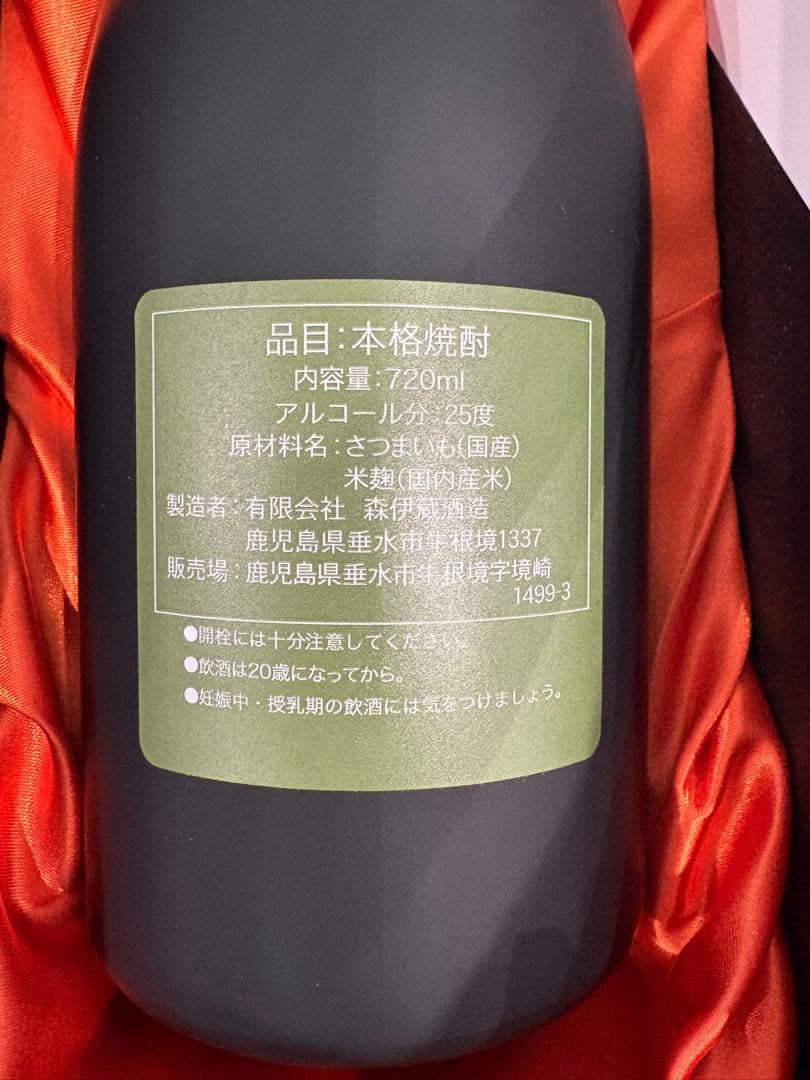 品目:本格焼酎
内容量:720ml
アルコール分:25度
原材料名:さつまいも(国産)
米麹(国内産米)
製造者:有限会社 森伊蔵酒造
鹿児島県垂水市牛根境1337
販売場:鹿児島県垂水市牛根境字境崎
1499-3
●開栓には十分注意してください。
●飲酒は20歳になってから。
●妊娠中・授乳期の飲酒には気をつけましょう。